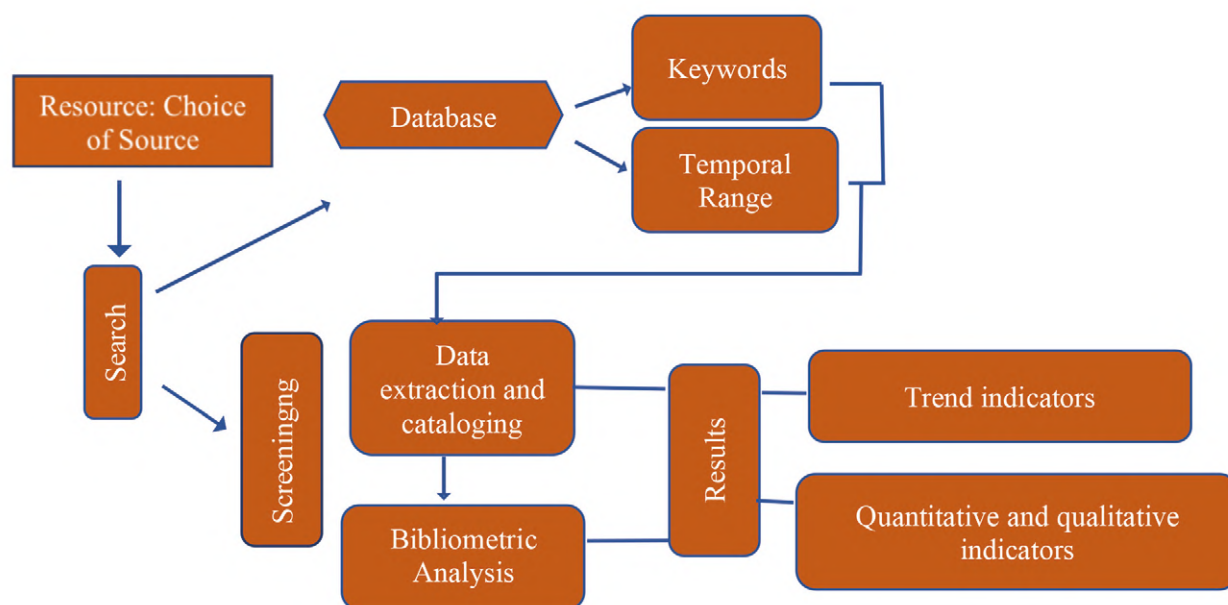 Resource: Choice
of Source
Database
Keywords
Temporal
Range
Search
Screeningng
Data
extraction and
cataloging
Bibliometric
Analysis
Results
Trend indicators
Quantitative and qualitative
indicators